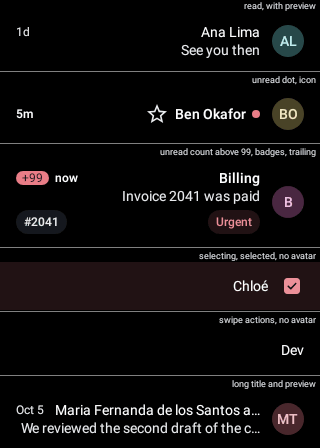 read, with preview
1d Ana Lima AL
See you then
unread dot, icon
5m Ben Okafor BO
unread count above 99, badges, trailing
+99 now Billing B
Invoice 2041 was paid
#2041 Urgent
selecting, selected, no avatar
Chloé
swipe actions, no avatar
Dev
long title and preview
Oct 5 Maria Fernanda de los Santos a... MT
We reviewed the second draft of the c...